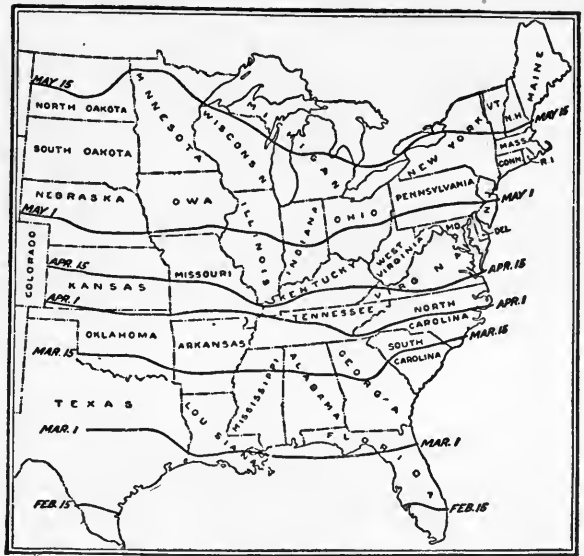 MAINE
MAY 15
MINNESOTA
NORTH DAKOTA
WISCONSIN
MICHIGAN
VT.
N.H.
MAY 15
NEW YORK
MASS.
CONN.
R.I.
SOUTH DAKOTA
PENNSYLVANIA
NEBRASKA
IOWA
ILLINOIS
INDIANA
OHIO
N.J.
MAY 1
MAY 1
MD.
DEL.
WEST
VIRGINIA
COLORADO
APR. 15
MISSOURI
KENTUCKY
VIRGINIA
APR. 15
KANSAS
APR. 1
TENNESSEE
NORTH
CAROLINA
APR. 1
MAR. 15
OKLAHOMA
ARKANSAS
SOUTH
CAROLINA
MAR. 15
MISSISSIPPI
ALABAMA
GEORGIA
TEXAS
LOUISIANA
MAR. 1
FLORIDA
MAR. 1
FEB. 15
FEB. 15